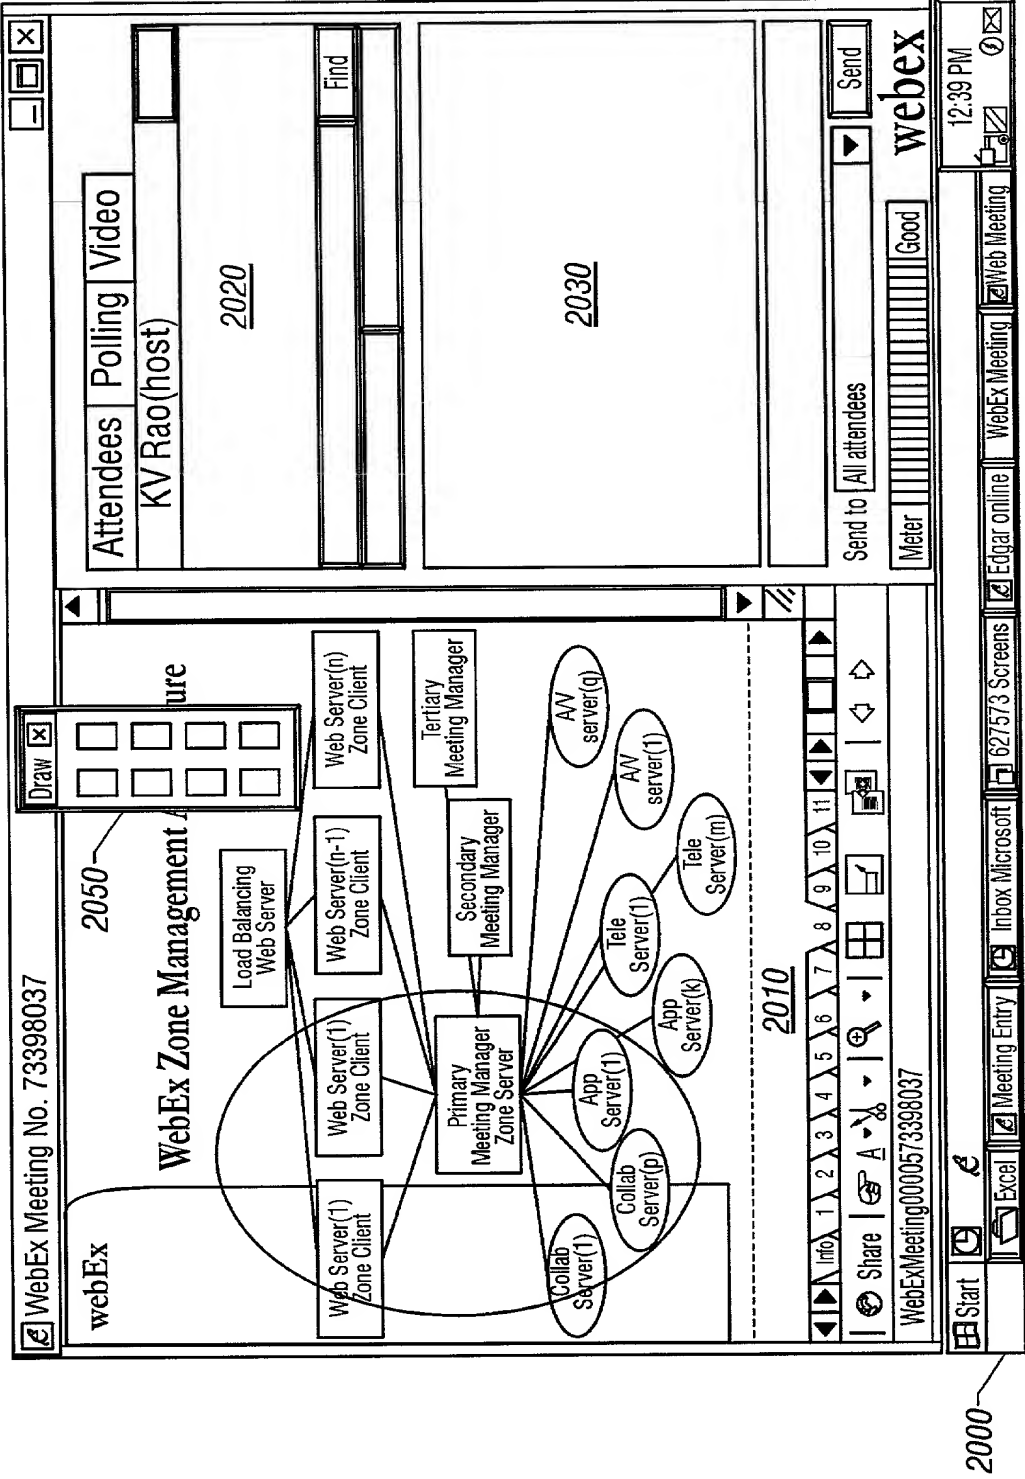 WebEx Meeting No. 73398037
2050
Draw
webEx
WebEx Zone Management A
ure
Load Balancing
Web Server
Web Server(1)
Zone Client
Web Server(1)
Zone Client
Web Server(n-1)
Zone Client
Web Server(n)
Zone Client
Primary
Meeting Manager
Zone Server
Secondary
Meeting Manager
Tertiary
Meeting Manager
Collab
Server(1)
Collab
Server(p)
App
Server(1)
App
Server(k)
Tele
Server(1)
Tele
Server(m)
A/V
server(1)
A/V
server(q)
2010
Info 1 2 3 4 5 6 7 8 9 10 11
Share A
WebExMeeting0000573398037
Attendees Polling Video
KV Rao(host)
2020
Find
2030
Send to All attendees Send
Meter Good
webex
Start
12:39 PM
Excel Meeting Entry Inbox Microsoft 627573 Screens Edgar online WebEx Meeting Web Meeting
2000